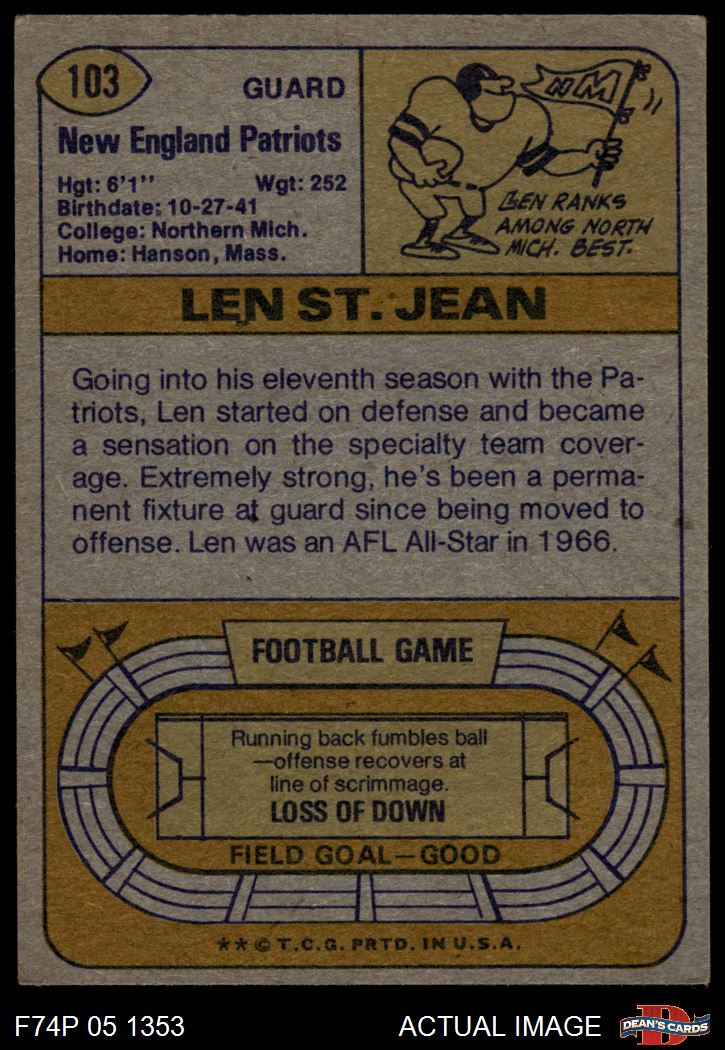 103
GUARD
New England Patriots
Hgt: 6'1" Wgt: 252
Birthdate: 10-27-41
College: Northern Mich.
Home: Hanson, Mass.
NM
LEN RANKS
AMONG NORTH
MICH. BEST.
LEN ST. JEAN
Going into his eleventh season with the Pa-
triots, Len started on defense and became
a sensation on the specialty team cover-
age. Extremely strong, he's been a perma-
nent fixture at guard since being moved to
offense. Len was an AFL All-Star in 1966.
FOOTBALL GAME
Running back fumbles ball
—offense recovers at
line of scrimmage.
LOSS OF DOWN
FIELD GOAL—GOOD
**© T.C.G. PRTD. IN U.S.A.
F74P 05 1353
ACTUAL IMAGE
D
DEAN'S CARDS